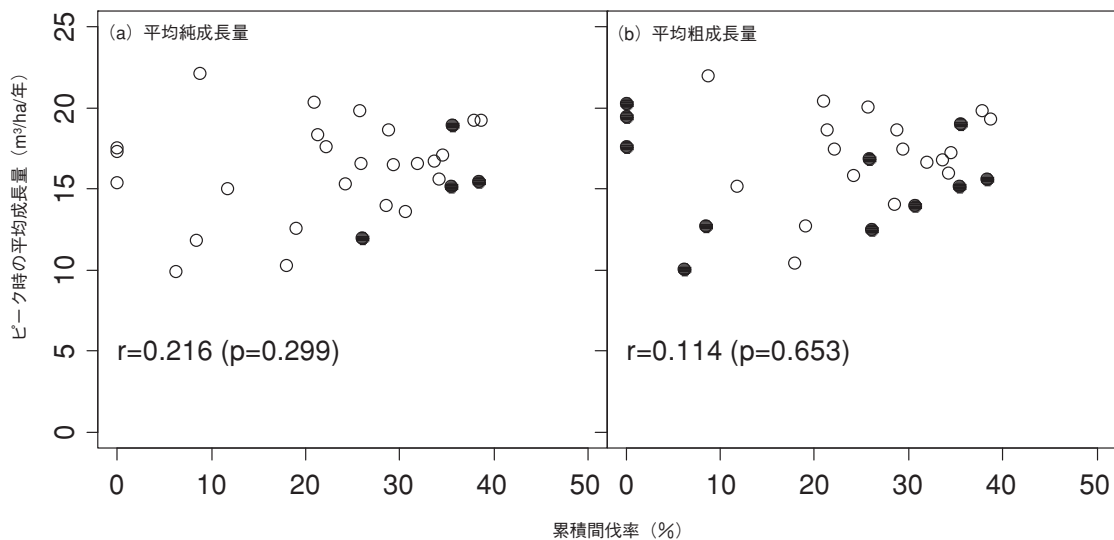 (a) 平均純成長量
(b) 平均粗成長量
ピーク時の平均成長量(m³/ha/年)
25
20
15
10
5
0
r=0.216 (p=0.299)
r=0.114 (p=0.653)
0 10 20 30 40 50
0 10 20 30 40 50
累積間伐率(%)